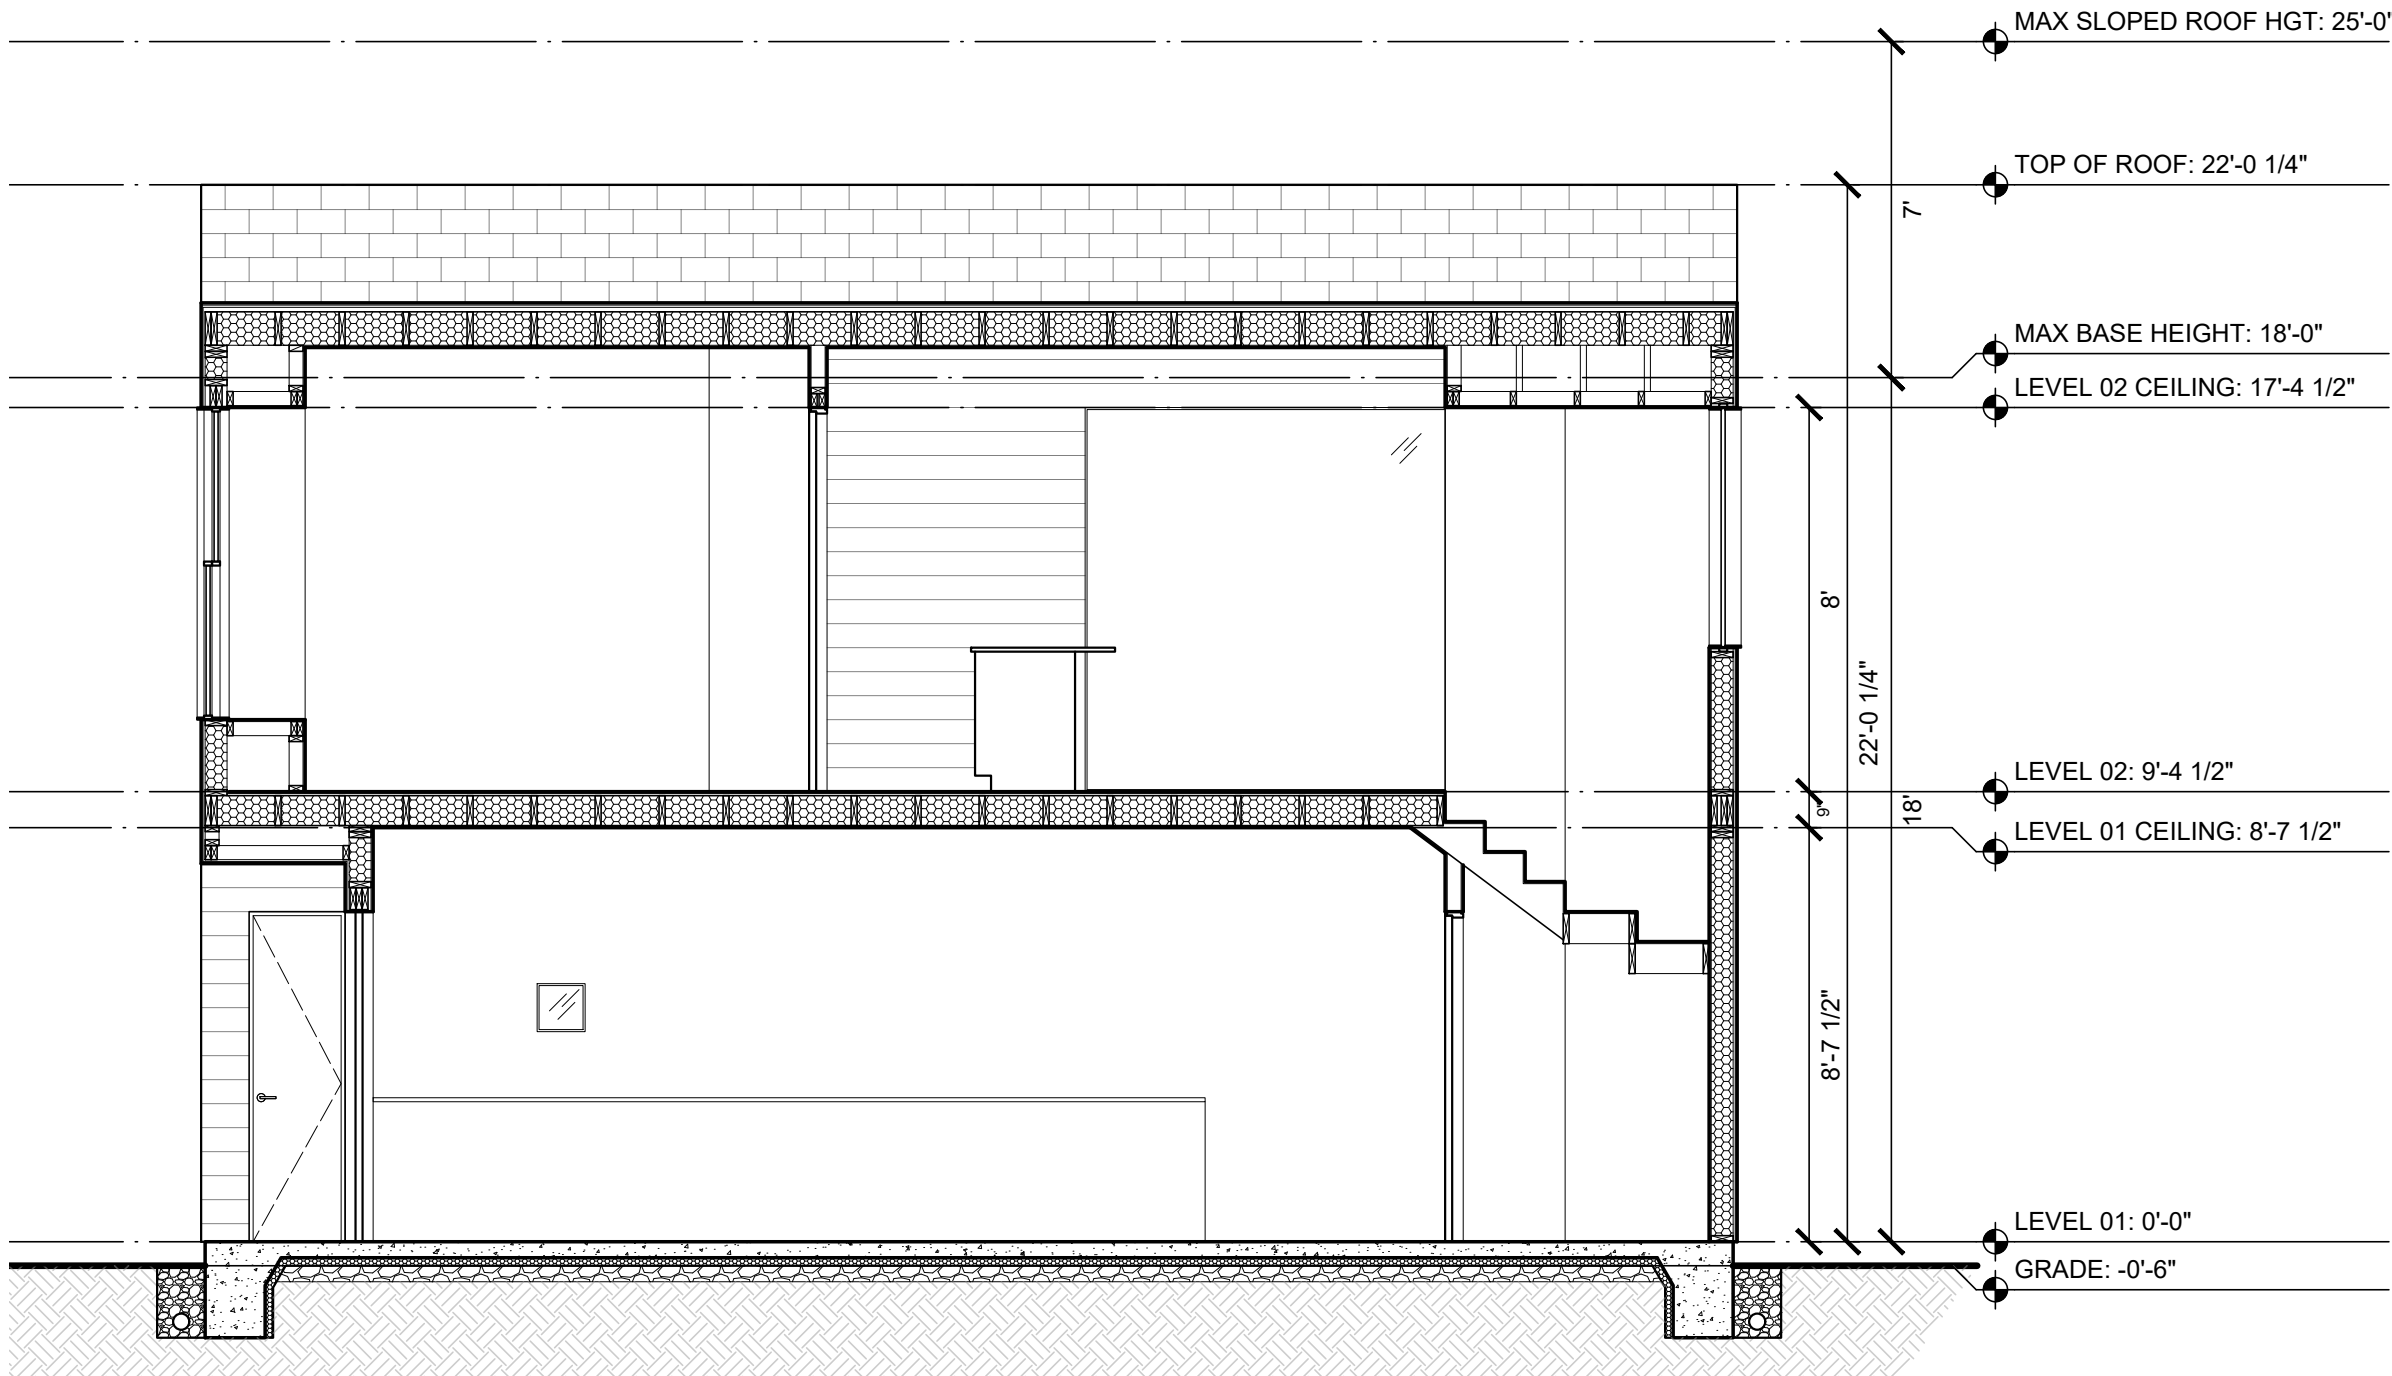 MAX SLOPED ROOF HGT: 25'-0'
TOP OF ROOF: 22'-0 1/4"
7'
MAX BASE HEIGHT: 18'-0"
LEVEL 02 CEILING: 17'-4 1/2"
8'
22'-0 1/4"
LEVEL 02: 9'-4 1/2"
9"
18'
LEVEL 01 CEILING: 8'-7 1/2"
8'-7 1/2"
LEVEL 01: 0'-0"
GRADE: -0'-6"